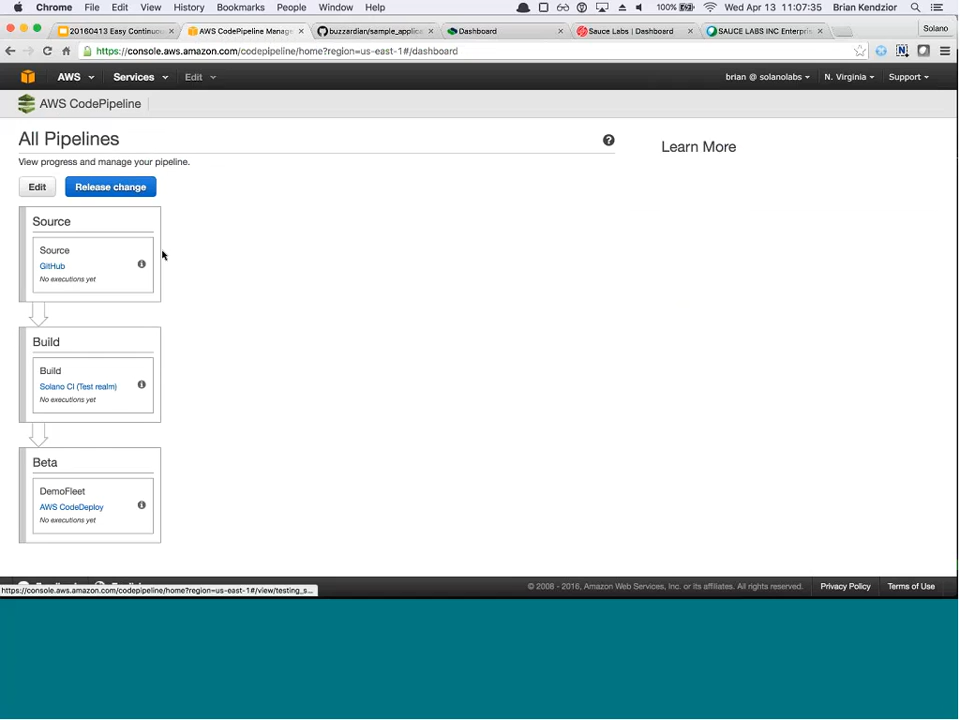 Chrome File Edit View History Bookmarks People Window Help 100% Wed Apr 13 11:07:35 Brian Kendzior
20160413 Easy Continuou
AWS CodePipeline Manage
buzzardian/sample_applica
Dashboard
Sauce Labs | Dashboard
SAUCE LABS INC Enterpris
Solano
https://console.aws.amazon.com/codepipeline/home?region=us-east-1#/dashboard
AWS Services Edit brian @ solanolabs N. Virginia Support
AWS CodePipeline
All Pipelines
Learn More
View progress and manage your pipeline.
Edit Release change
Source
Source
GitHub
No executions yet
Build
Build
Solano CI (Test realm)
No executions yet
Beta
DemoFleet
AWS CodeDeploy
No executions yet
© 2008 - 2016, Amazon Web Services, Inc. or its affiliates. All rights reserved. Privacy Policy Terms of Use
https://console.aws.amazon.com/codepipeline/home?region=us-east-1#/view/testing_s...